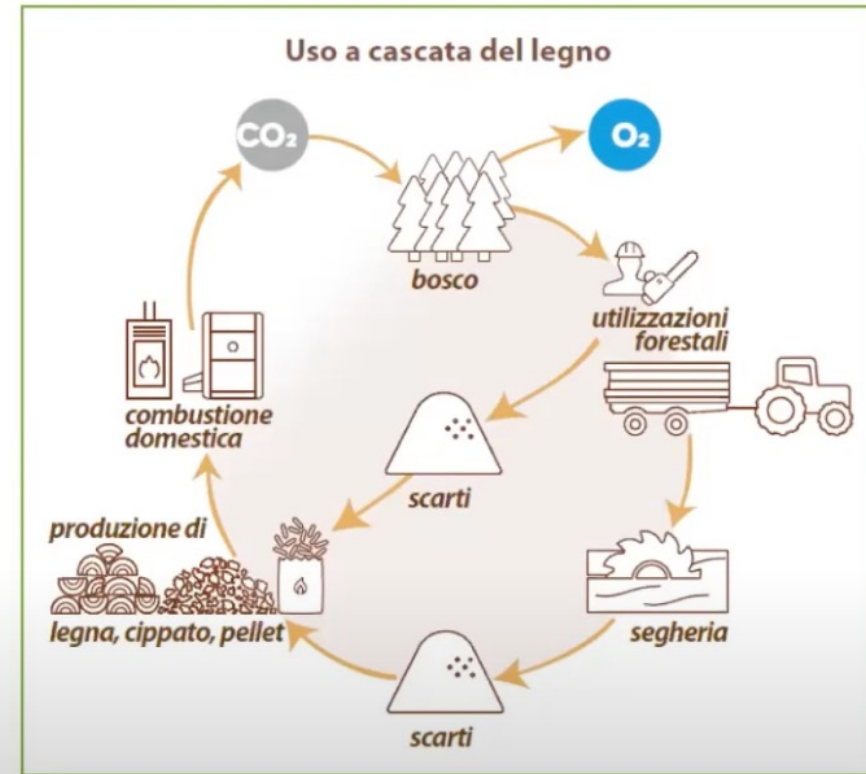 Uso a cascata del legno
CO₂
O₂
bosco
utilizzazioni
forestali
combustione
domestica
scarti
produzione di
legna, cippato, pellet
segheria
scarti